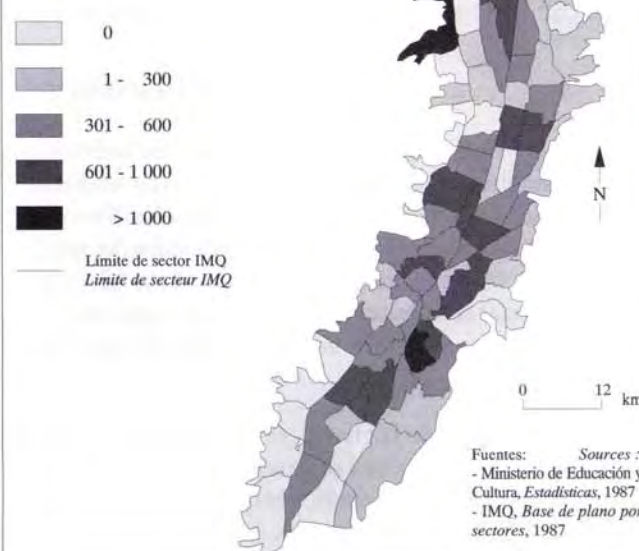 0
1 - 300
301 - 600
601 - 1 000
> 1 000
Límite de sector IMQ
Limite de secteur IMQ
N
0 12 km
Fuentes: Sources :
- Ministerio de Educación y
Cultura, Estadísticas, 1987
- IMQ, Base de plano por
sectores, 1987